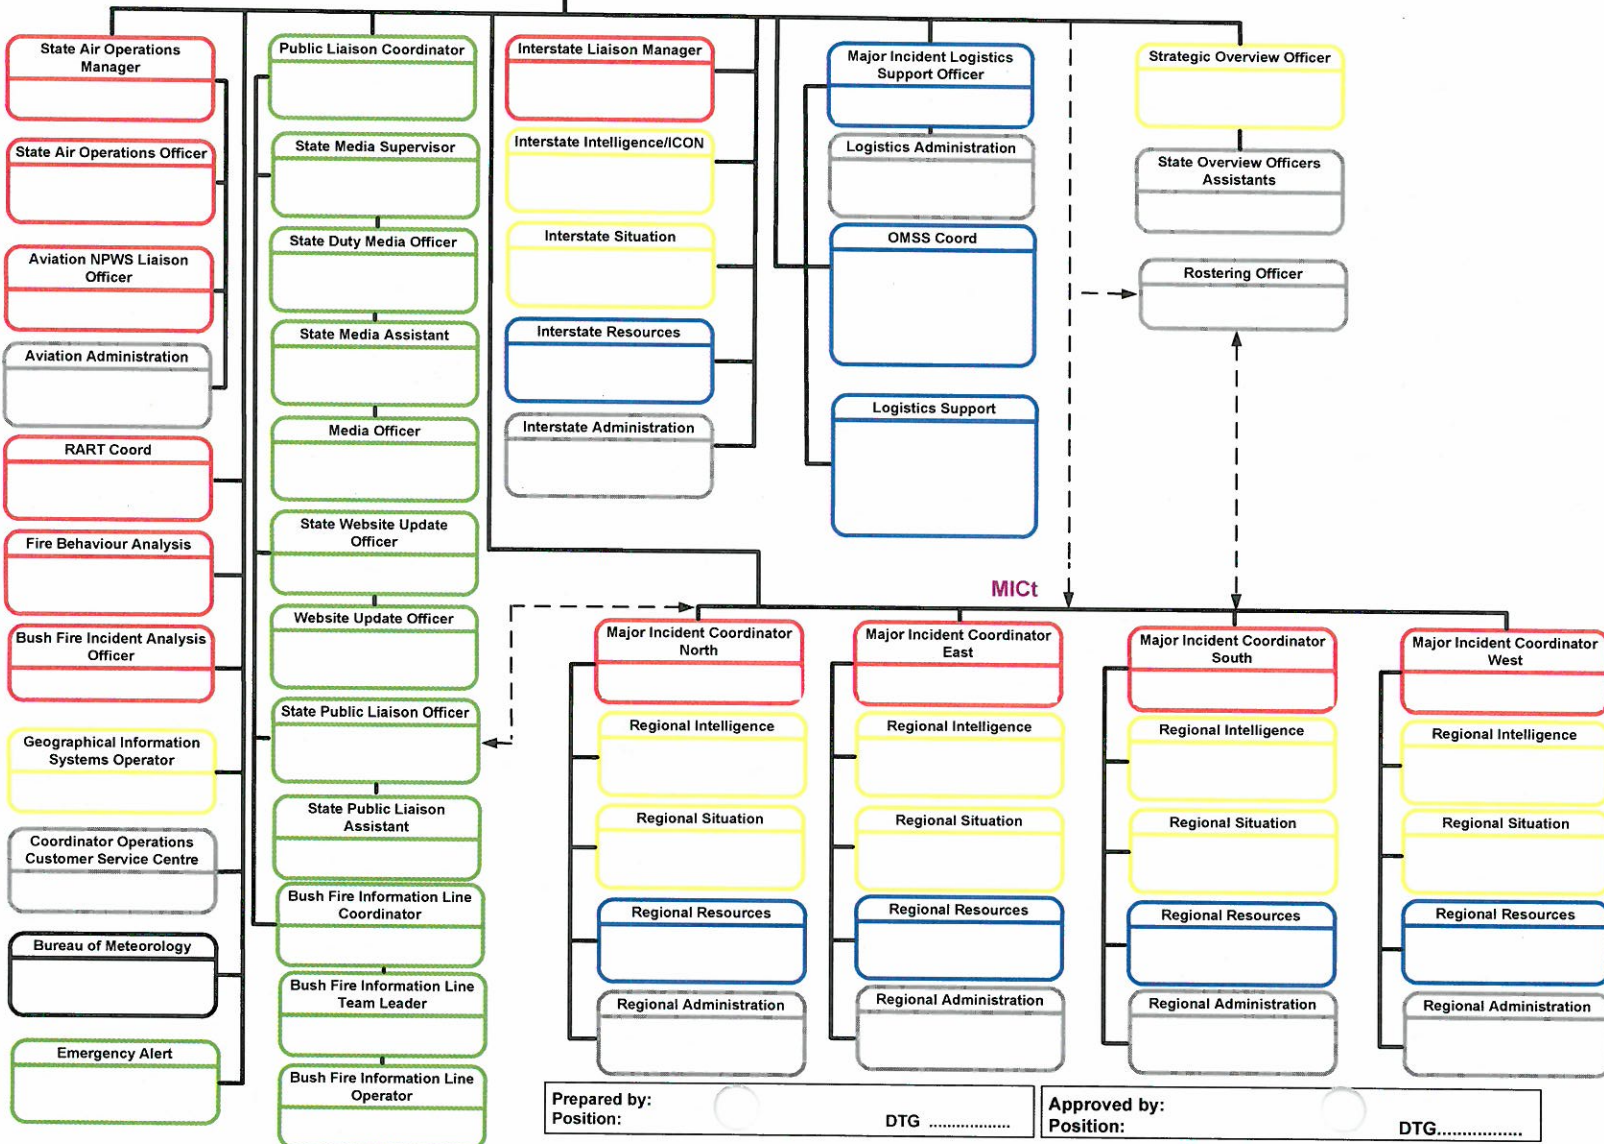 State Air Operations
Manager
State Air Operations Officer
Aviation NPWS Liaison
Officer
Aviation Administration
RART Coord
Fire Behaviour Analysis
Bush Fire Incident Analysis
Officer
Geographical Information
Systems Operator
Coordinator Operations
Customer Service Centre
Bureau of Meteorology
Emergency Alert
Public Liaison Coordinator
State Media Supervisor
State Duty Media Officer
State Media Assistant
Media Officer
State Website Update
Officer
Website Update Officer
State Public Liaison Officer
State Public Liaison
Assistant
Bush Fire Information Line
Coordinator
Bush Fire Information Line
Team Leader
Bush Fire Information Line
Operator
Interstate Liaison Manager
Interstate Intelligence/ICON
Interstate Situation
Interstate Resources
Interstate Administration
Major Incident Logistics
Support Officer
Logistics Administration
OMSS Coord
Logistics Support
Strategic Overview Officer
State Overview Officers
Assistants
Rostering Officer
MICt
Major Incident Coordinator
North
Regional Intelligence
Regional Situation
Regional Resources
Regional Administration
Major Incident Coordinator
East
Regional Intelligence
Regional Situation
Regional Resources
Regional Administration
Major Incident Coordinator
South
Regional Intelligence
Regional Situation
Regional Resources
Regional Administration
Major Incident Coordinator
West
Regional Intelligence
Regional Situation
Regional Resources
Regional Administration
Prepared by:
Position: DTG ..................
Approved by:
Position: DTG..................